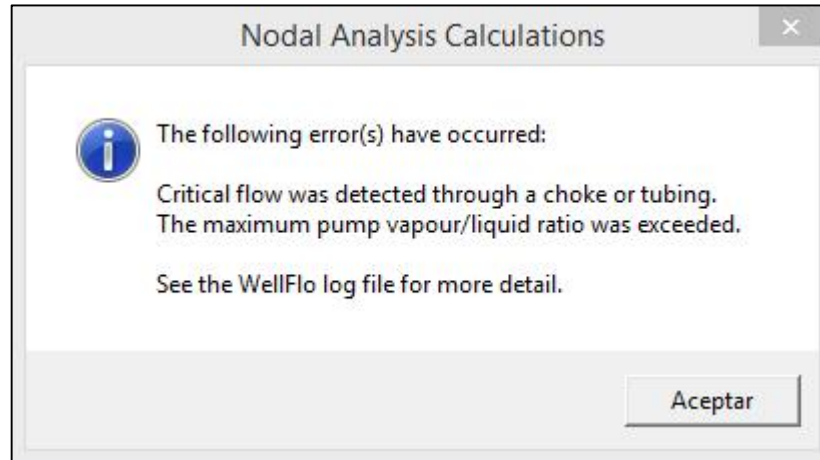 Nodal Analysis Calculations
The following error(s) have occurred:
Critical flow was detected through a choke or tubing.
The maximum pump vapour/liquid ratio was exceeded.
See the WellFlo log file for more detail.
Aceptar